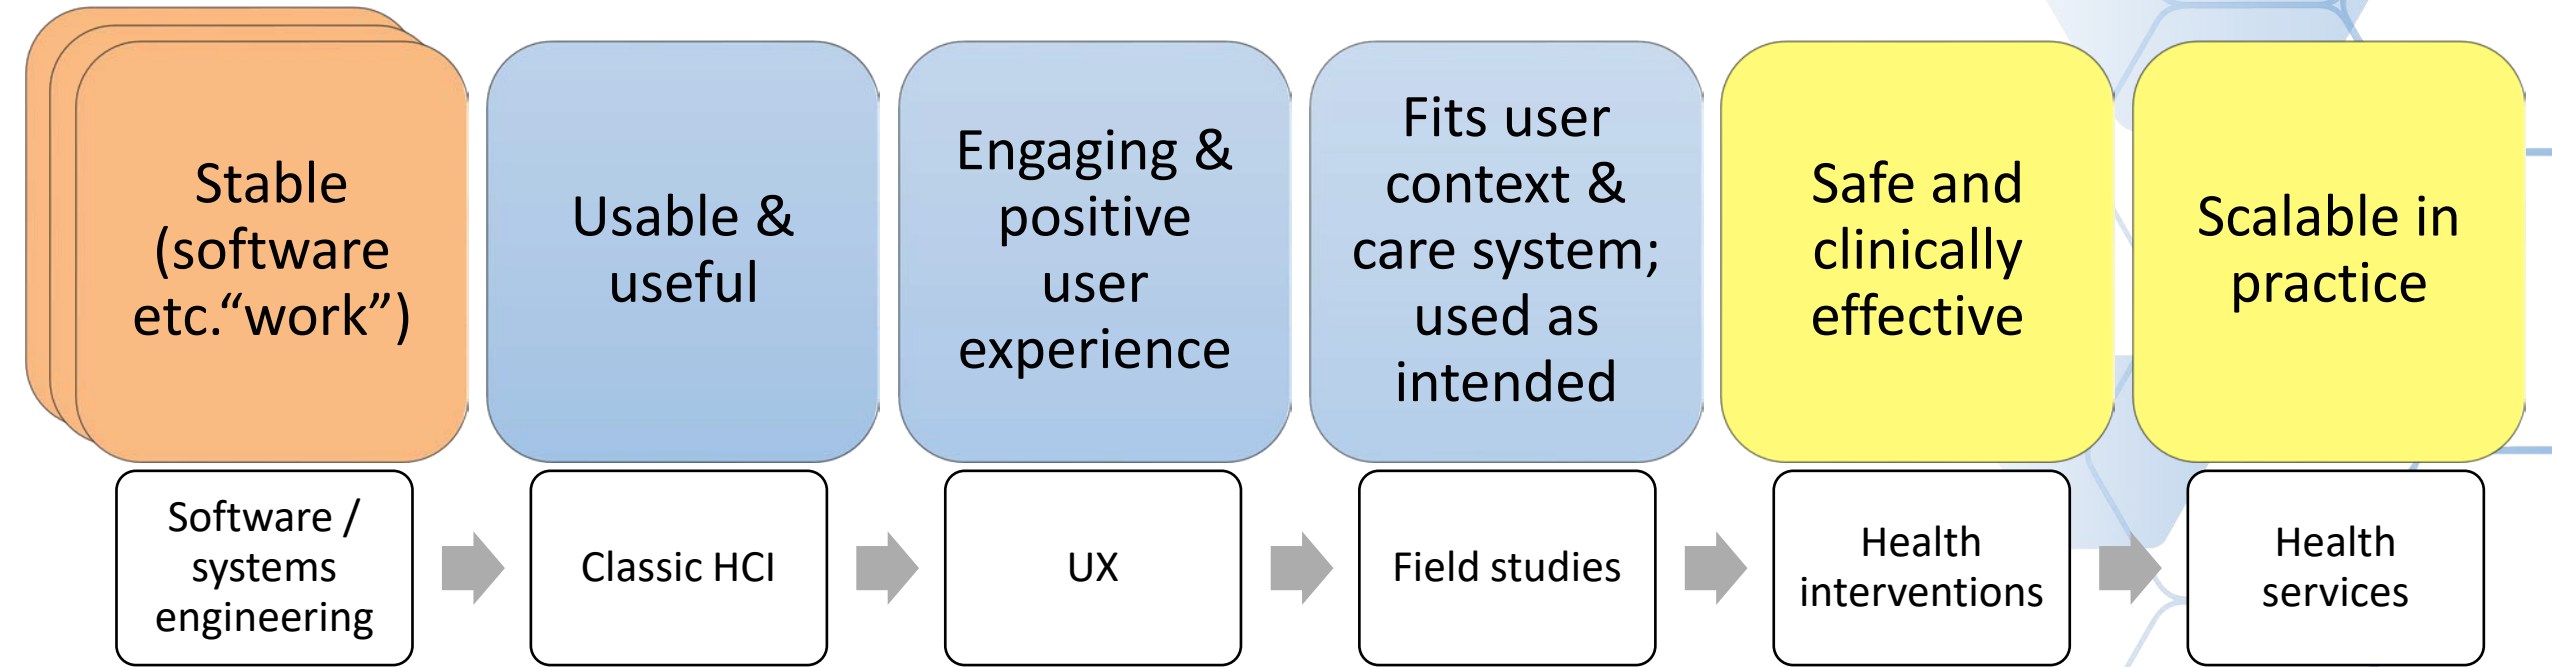 Stable
(software
etc.“work”)
Usable &
useful
Engaging &
positive
user
experience
Fits user
context &
care system;
used as
intended
Safe and
clinically
effective
Scalable in
practice
Software /
systems
engineering
Classic HCI
UX
Field studies
Health
interventions
Health
services